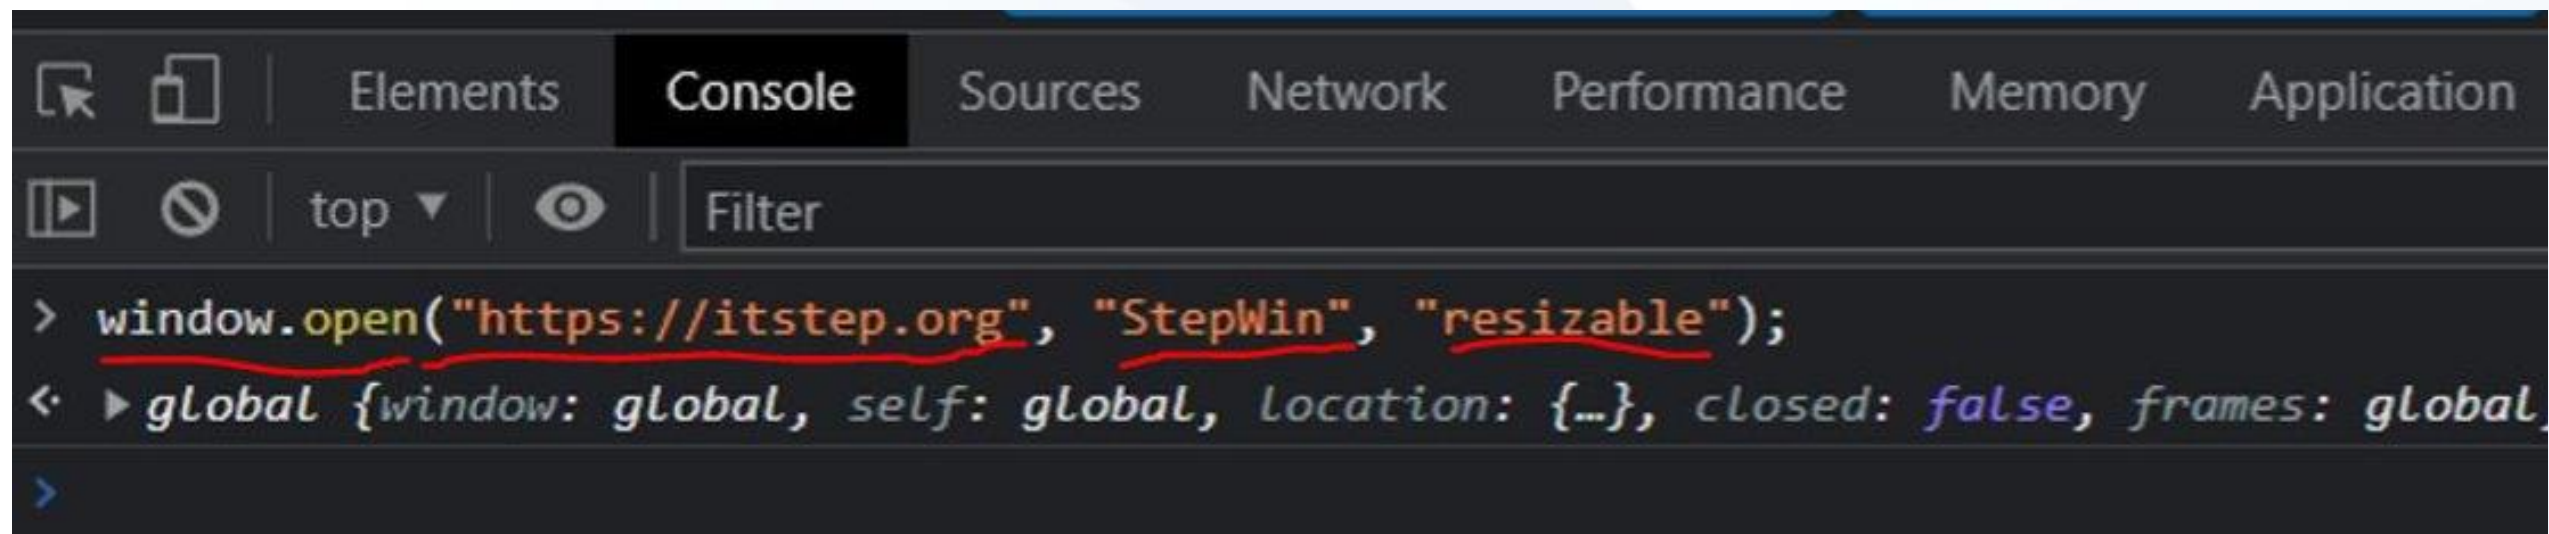 Elements Console Sources Network Performance Memory Application
top Filter
window.open("https://itstep.org", "StepWin", "resizable");
global {window: global, self: global, location: {…}, closed: false, frames: global,